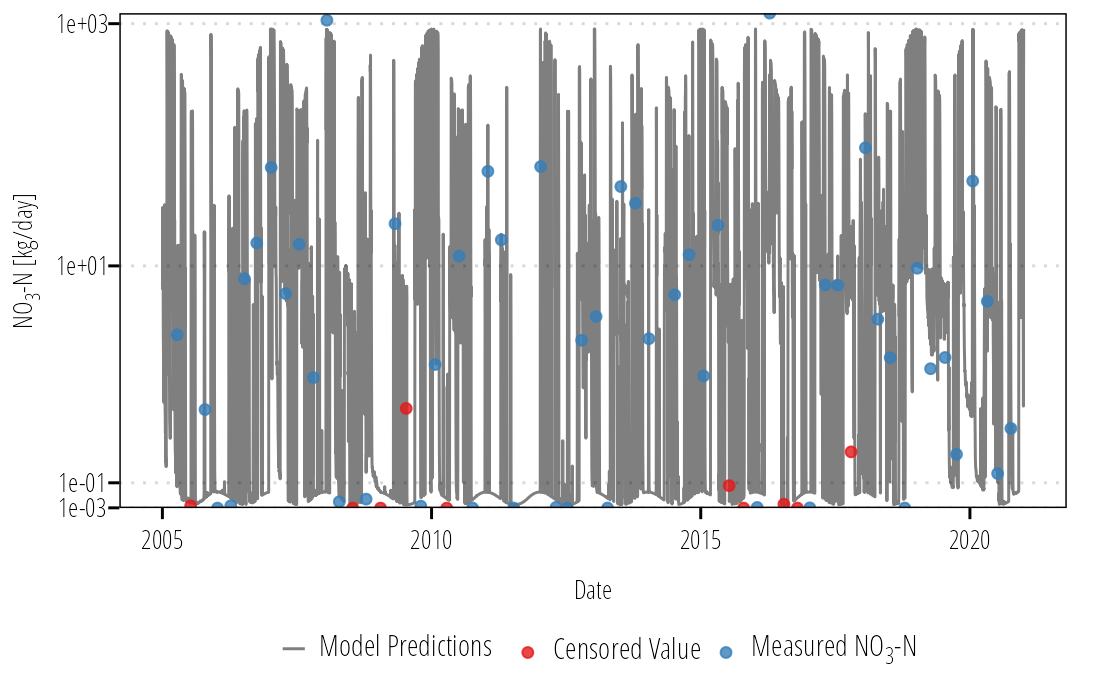 1e+03
1e+01
1e-01
1e-03
NO3-N [kg/day]
2005 2010 2015 2020
Date
Model Predictions Censored Value Measured NO3-N